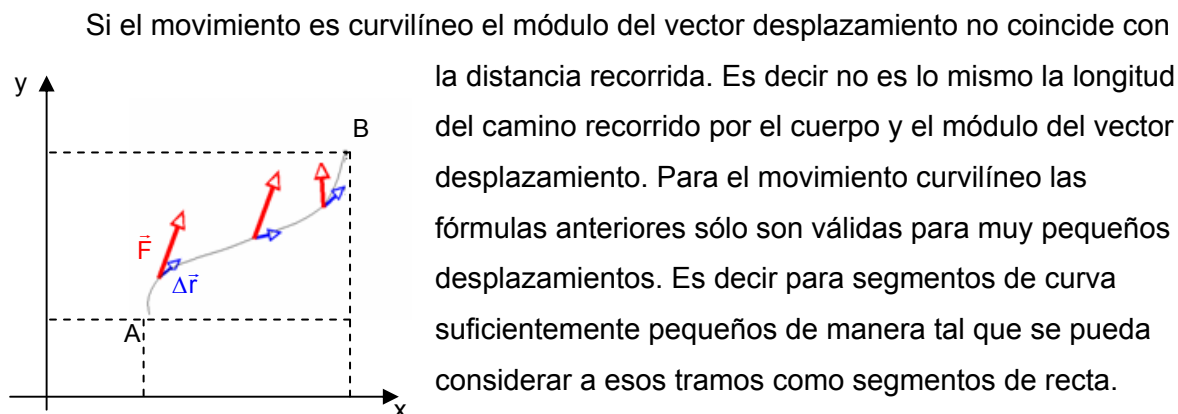 Si el movimiento es curvilíneo el módulo del vector desplazamiento no coincide con
la distancia recorrida. Es decir no es lo mismo la longitud
del camino recorrido por el cuerpo y el módulo del vector
desplazamiento. Para el movimiento curvilíneo las
fórmulas anteriores sólo son válidas para muy pequeños
desplazamientos. Es decir para segmentos de curva
suficientemente pequeños de manera tal que se pueda
considerar a esos tramos como segmentos de recta.
y
B
F⃗
Δr⃗
A
x